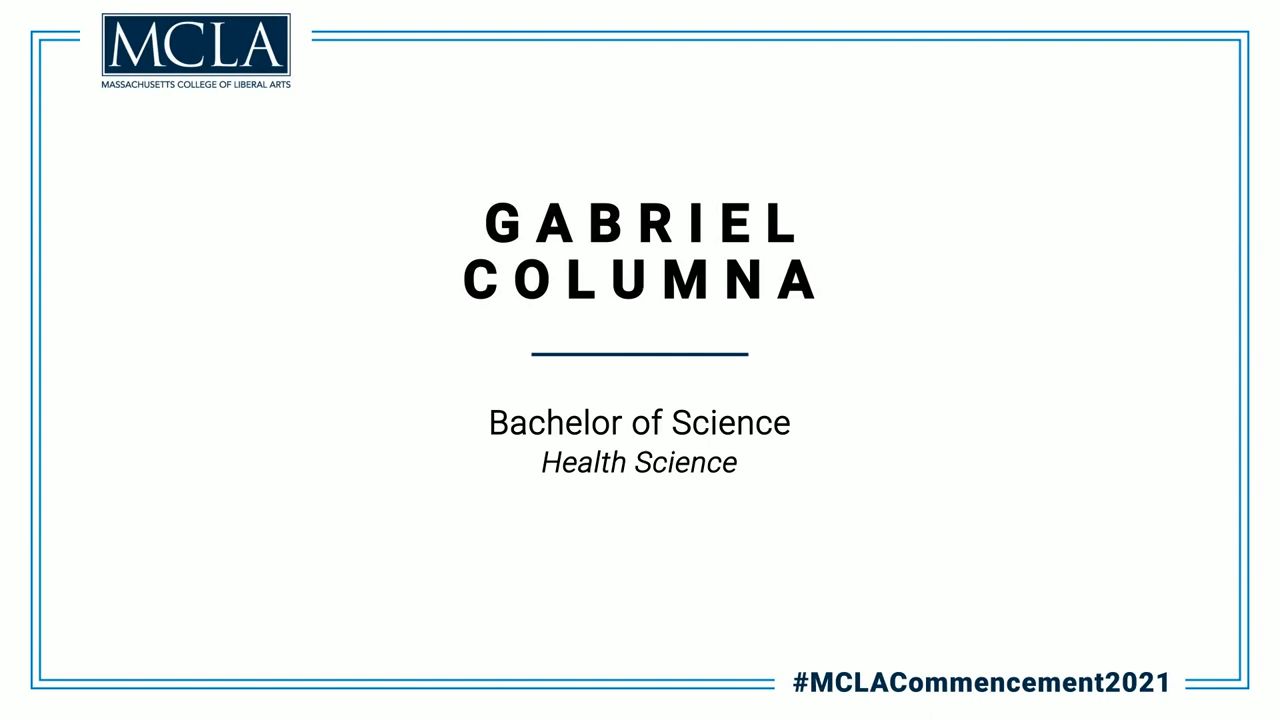 MCLA
MASSACHUSETTS COLLEGE OF LIBERAL ARTS
GABRIEL
COLUMNA
Bachelor of Science
Health Science
#MCLACommencement2021